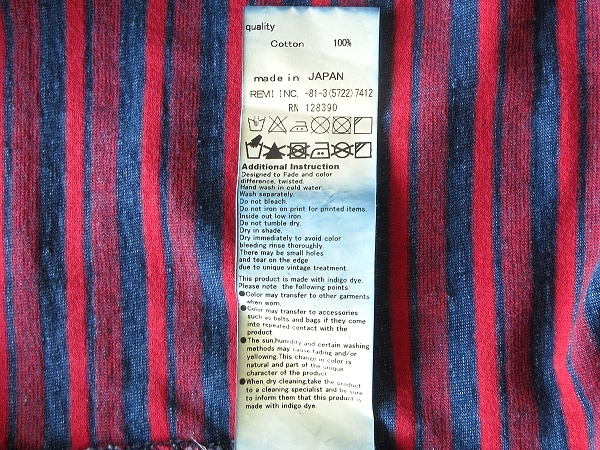 quality
Cotton 100%
made in JAPAN
REMI INC. -81-3(5722)7412
RN 128390
Additional Instruction
Designed to Fade and color
difference, twisted.
Hand wash in cold water.
Wash separately.
Do not bleach.
Do not iron on print for printed items.
Inside out low iron.
Do not tumble dry.
Dry in shade.
Dry immediately to avoid color
bleeding rinse thoroughly.
There may be small holes
and tear on the edge
due to unique vintage treatment.
This product is made with indigo dye.
Please note the following points:
●Color may transfer to other garments
when worn.
●Color may transfer to accessories
such as belts and bags if they come
into repeated contact with the
product.
●The sun,humidity and certain washing
methods may cause fading and/or
yellowing.This change in color is
natural and part of the unique
character of the product
●When dry cleaning,take the product
to a cleaning specialist and be sure
to inform them that this product is
made with indigo dye.